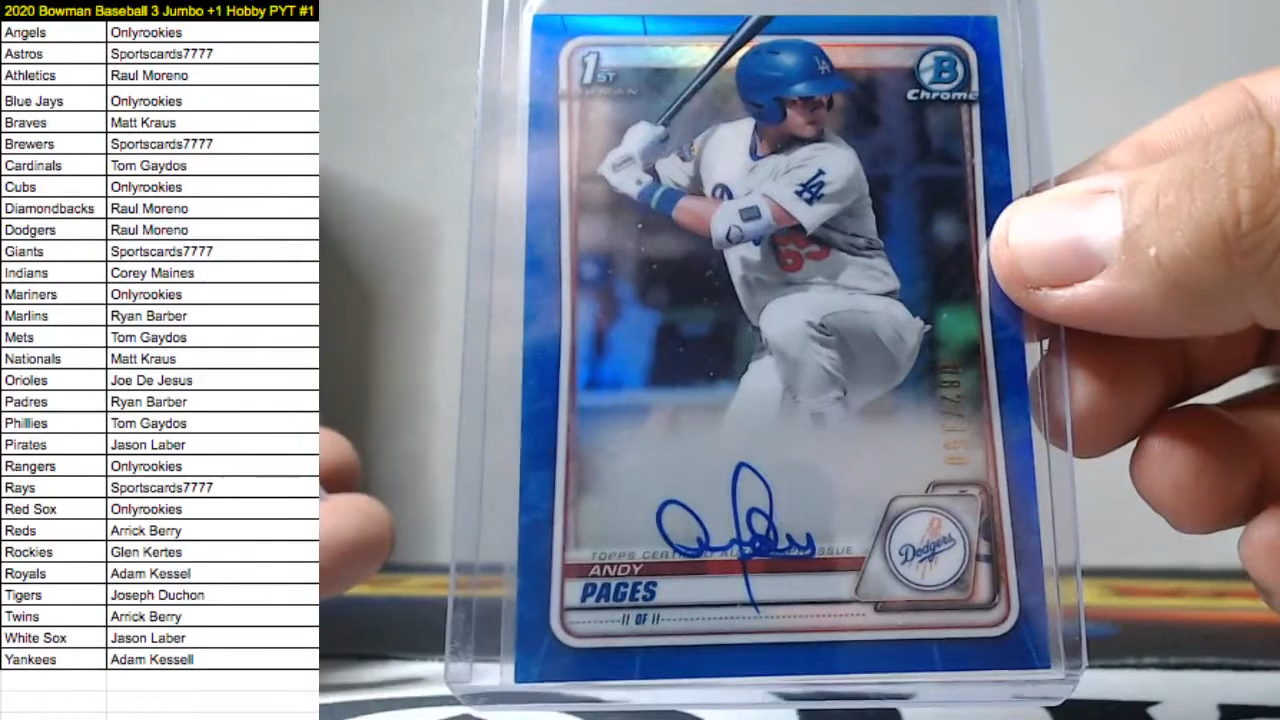 2020 Bowman Baseball 3 Jumbo +1 Hobby PYT #1
Angels Onlyrookies
Astros Sportscards7777
Athletics Raul Moreno
Blue Jays Onlyrookies
Braves Matt Kraus
Brewers Sportscards7777
Cardinals Tom Gaydos
Cubs Onlyrookies
Diamondbacks Raul Moreno
Dodgers Raul Moreno
Giants Sportscards7777
Indians Corey Maines
Mariners Onlyrookies
Marlins Ryan Barber
Mets Tom Gaydos
Nationals Matt Kraus
Orioles Joe De Jesus
Padres Ryan Barber
Phillies Tom Gaydos
Pirates Jason Laber
Rangers Onlyrookies
Rays Sportscards7777
Red Sox Onlyrookies
Reds Arrick Berry
Rockies Glen Kertes
Royals Adam Kessel
Tigers Joseph Duchon
Twins Arrick Berry
White Sox Jason Laber
Yankees Adam Kessell
1ST
BOWMAN
B
Chrome
LA
LA
65
082/150
TOPPS CERTIFIED AUTOGRAPH ISSUE
ANDY
PAGES
Dodgers